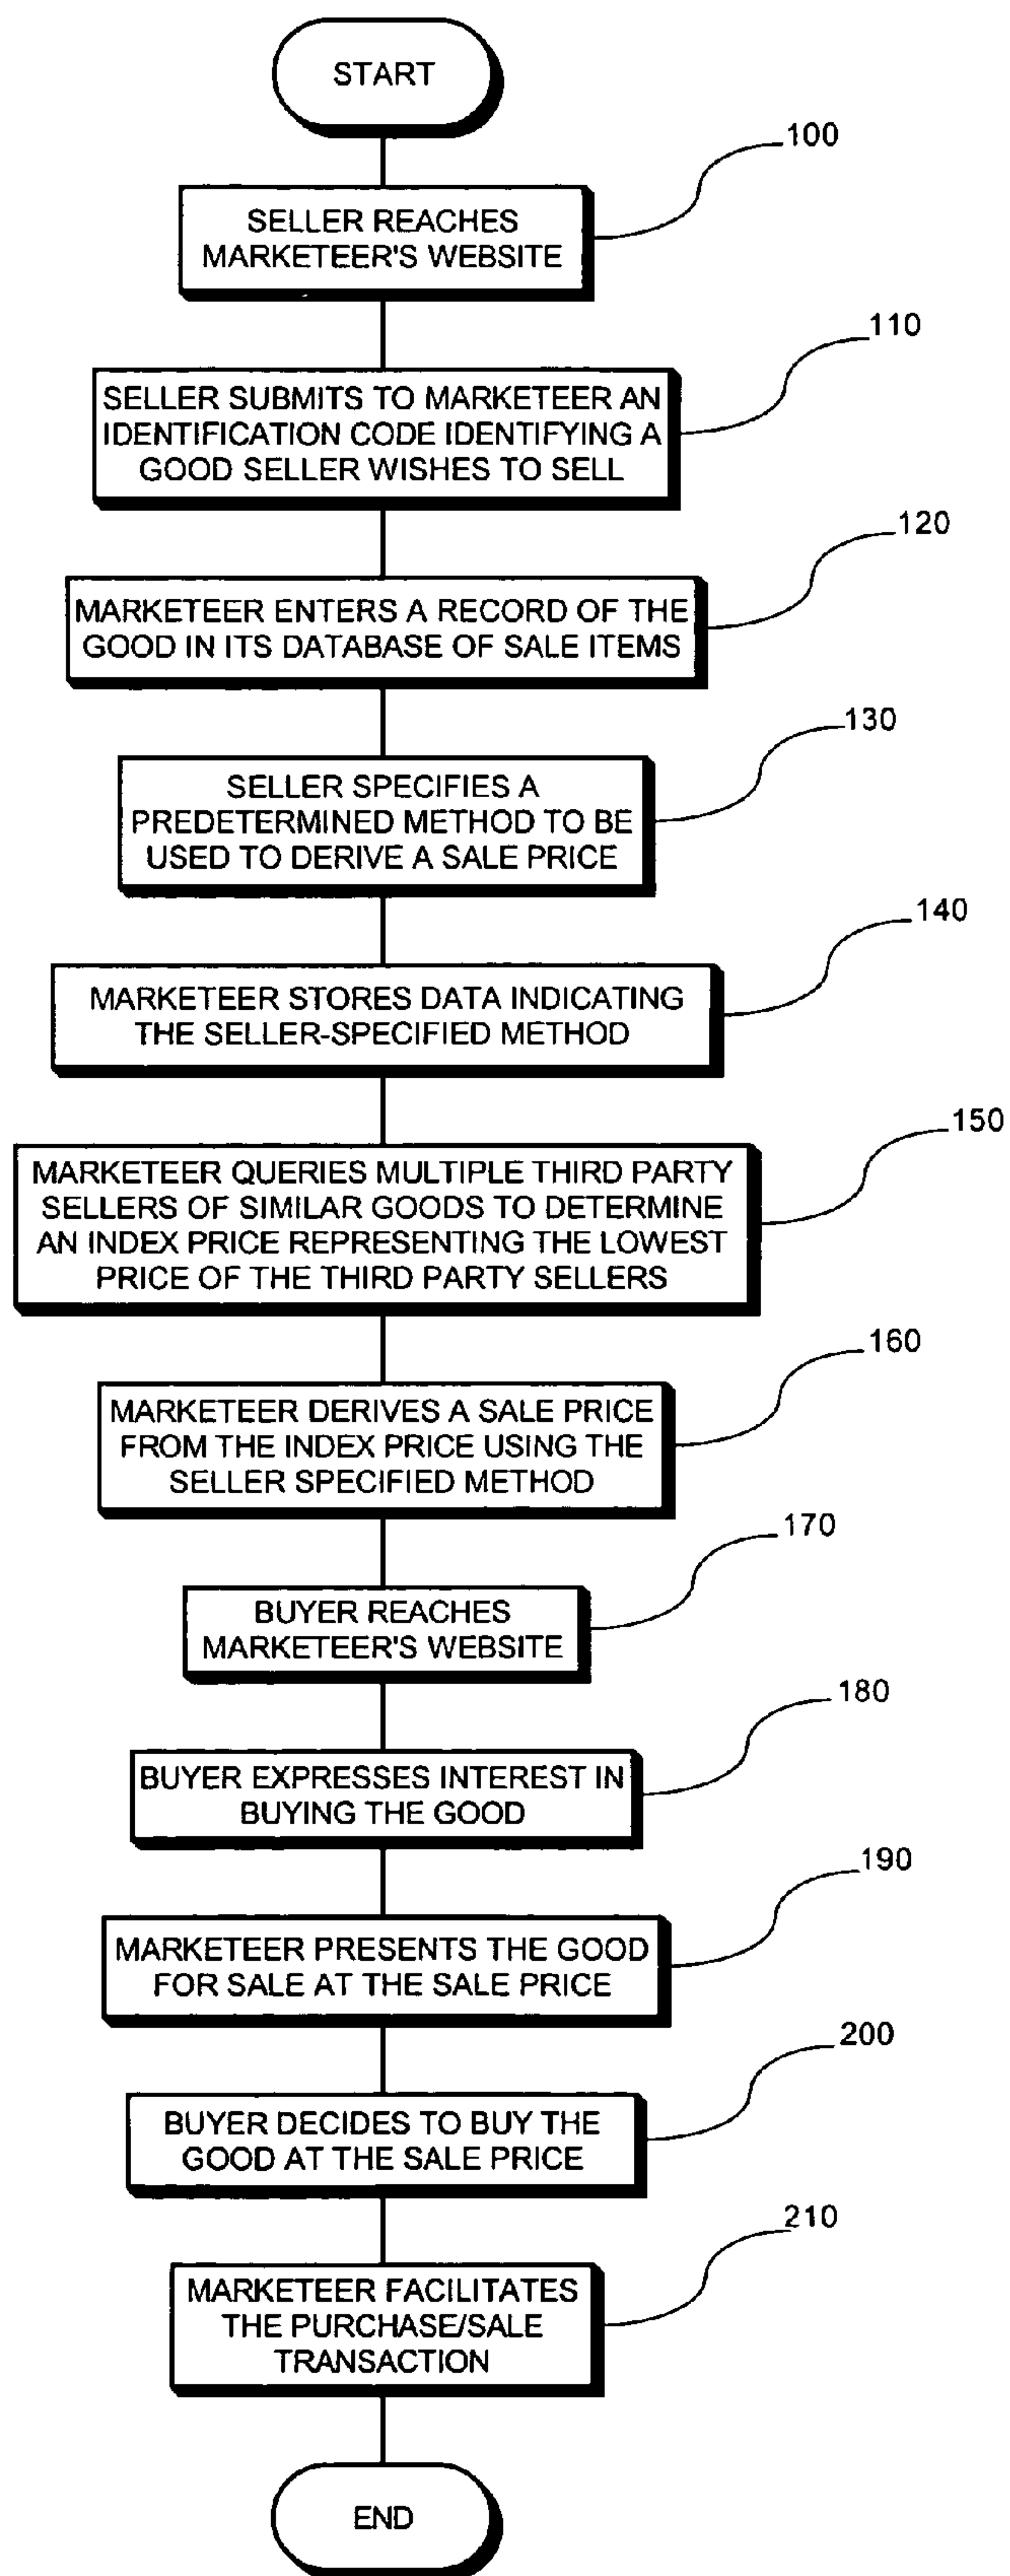 START
100
SELLER REACHES
MARKETEER'S WEBSITE
110
SELLER SUBMITS TO MARKETEER AN
IDENTIFICATION CODE IDENTIFYING A
GOOD SELLER WISHES TO SELL
120
MARKETEER ENTERS A RECORD OF THE
GOOD IN ITS DATABASE OF SALE ITEMS
130
SELLER SPECIFIES A
PREDETERMINED METHOD TO BE
USED TO DERIVE A SALE PRICE
140
MARKETEER STORES DATA INDICATING
THE SELLER-SPECIFIED METHOD
150
MARKETEER QUERIES MULTIPLE THIRD PARTY
SELLERS OF SIMILAR GOODS TO DETERMINE
AN INDEX PRICE REPRESENTING THE LOWEST
PRICE OF THE THIRD PARTY SELLERS
160
MARKETEER DERIVES A SALE PRICE
FROM THE INDEX PRICE USING THE
SELLER SPECIFIED METHOD
170
BUYER REACHES
MARKETEER'S WEBSITE
180
BUYER EXPRESSES INTEREST IN
BUYING THE GOOD
190
MARKETEER PRESENTS THE GOOD
FOR SALE AT THE SALE PRICE
200
BUYER DECIDES TO BUY THE
GOOD AT THE SALE PRICE
210
MARKETEER FACILITATES
THE PURCHASE/SALE
TRANSACTION
END